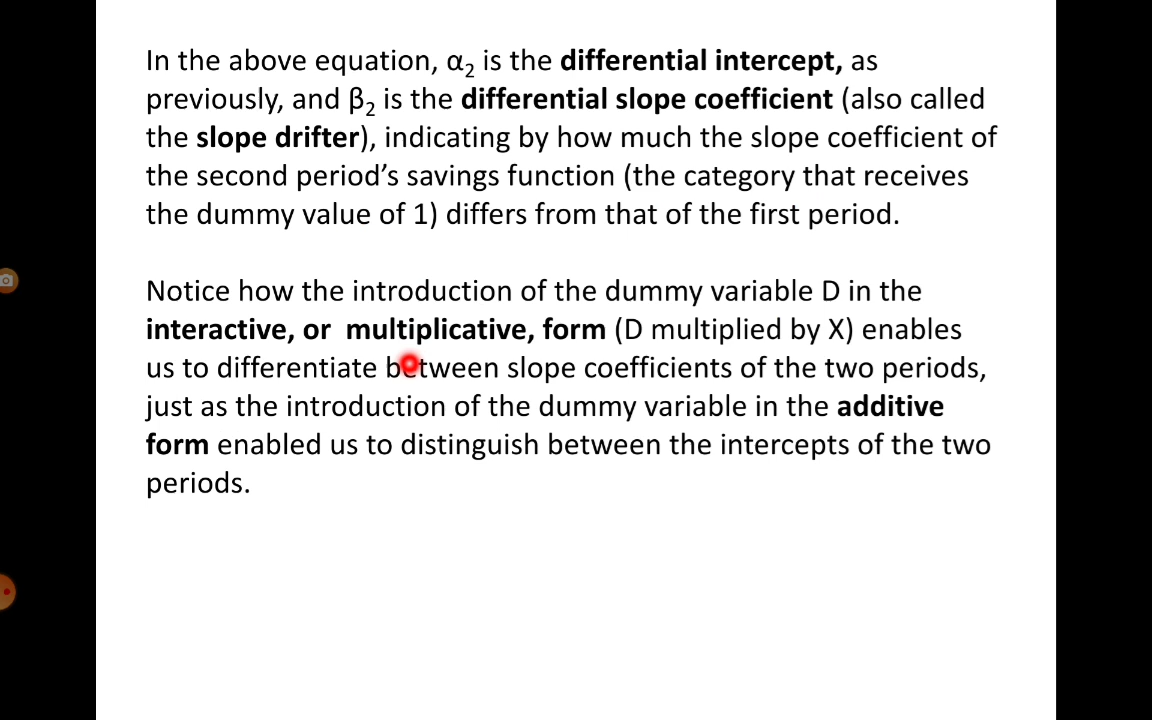 In the above equation, α₂ is the differential intercept, as
previously, and β₂ is the differential slope coefficient (also called
the slope drifter), indicating by how much the slope coefficient of
the second period’s savings function (the category that receives
the dummy value of 1) differs from that of the first period.
Notice how the introduction of the dummy variable D in the
interactive, or  multiplicative, form (D multiplied by X) enables
us to differentiate between slope coefficients of the two periods,
just as the introduction of the dummy variable in the additive
form enabled us to distinguish between the intercepts of the two
periods.